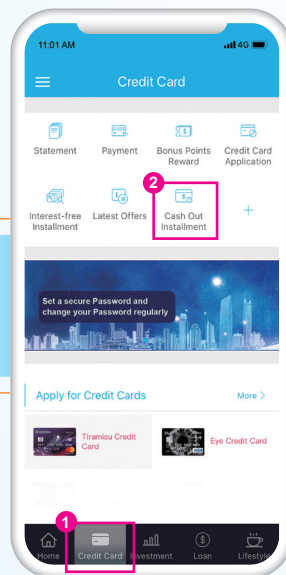 11:01 AM
4G
Credit Card
Statement
Payment
Bonus Points
Reward
Credit Card
Application
2
Interest-free
Installment
Latest Offers
Cash Out
Installment
Set a secure Password and
change your Password regularly
Apply for Credit Cards
More >
Tiramisu Credit
Card
Eye Credit Card
1
Home
Credit Card
Investment
Loan
Lifestyle